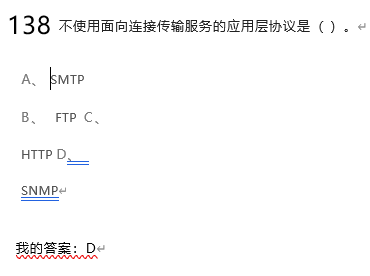 138 不使用面向连接传输服务的应用层协议是（ ）。
A、 SMTP
B、 FTP C、
HTTP D、
SNMP
我的答案：D